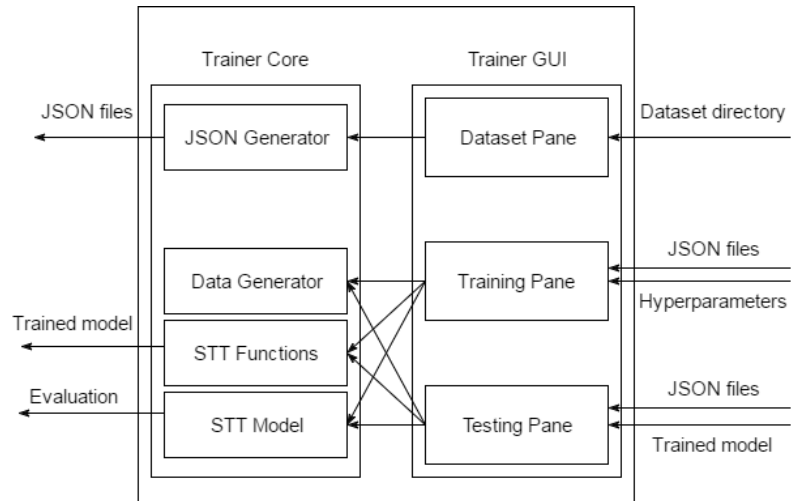 Trainer Core
Trainer GUI
JSON files
JSON Generator
Dataset Pane
Dataset directory
Data Generator
Training Pane
JSON files
Hyperparameters
Trained model
STT Functions
Evaluation
STT Model
Testing Pane
JSON files
Trained model